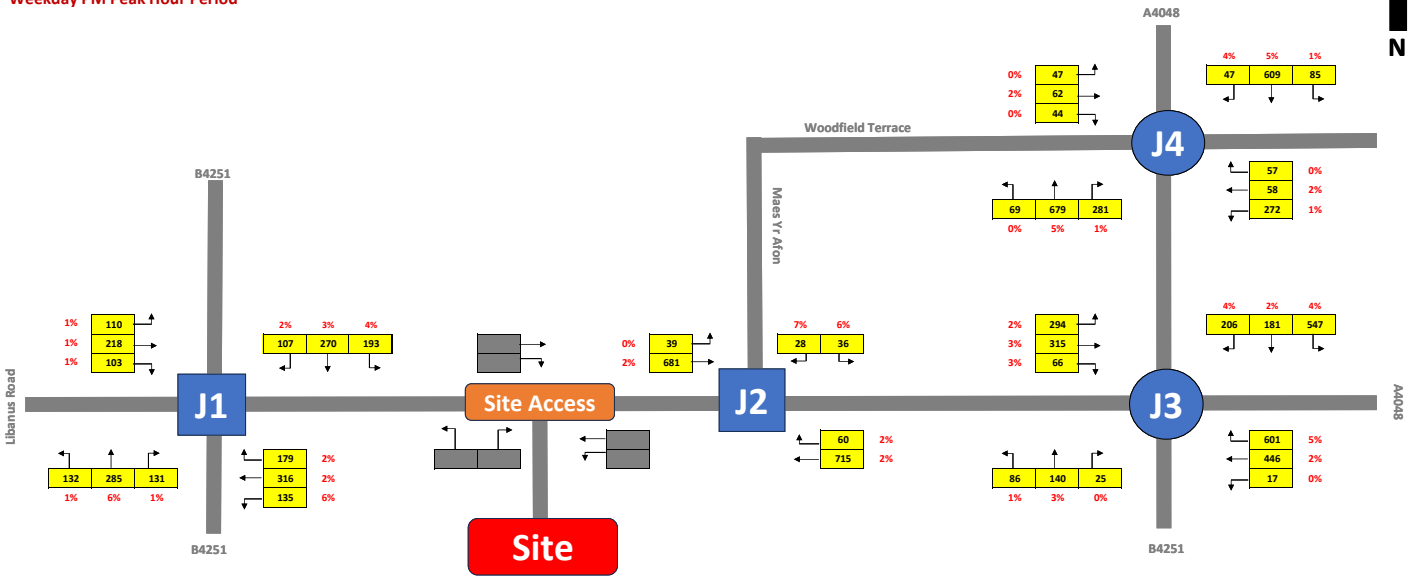 Weekday PM Peak Hour Period
A4048
N
4% 5% 1%
47 609 85
0% 47
2% 62
0% 44
Woodfield Terrace
J4
57 0%
58 2%
272 1%
69 679 281
0% 5% 1%
B4251
Maes Yr Afon
1% 110
1% 218
1% 103
2% 3% 4%
107 270 193
0% 39
2% 681
7% 6%
28 36
2% 294
3% 315
3% 66
4% 2% 4%
206 181 547
Libanus Road
J1
Site Access
J2
J3
A4048
132 285 131
1% 6% 1%
179 2%
316 2%
135 6%
60 2%
715 2%
86 140 25
1% 3% 0%
601 5%
446 2%
17 0%
B4251
Site
B4251